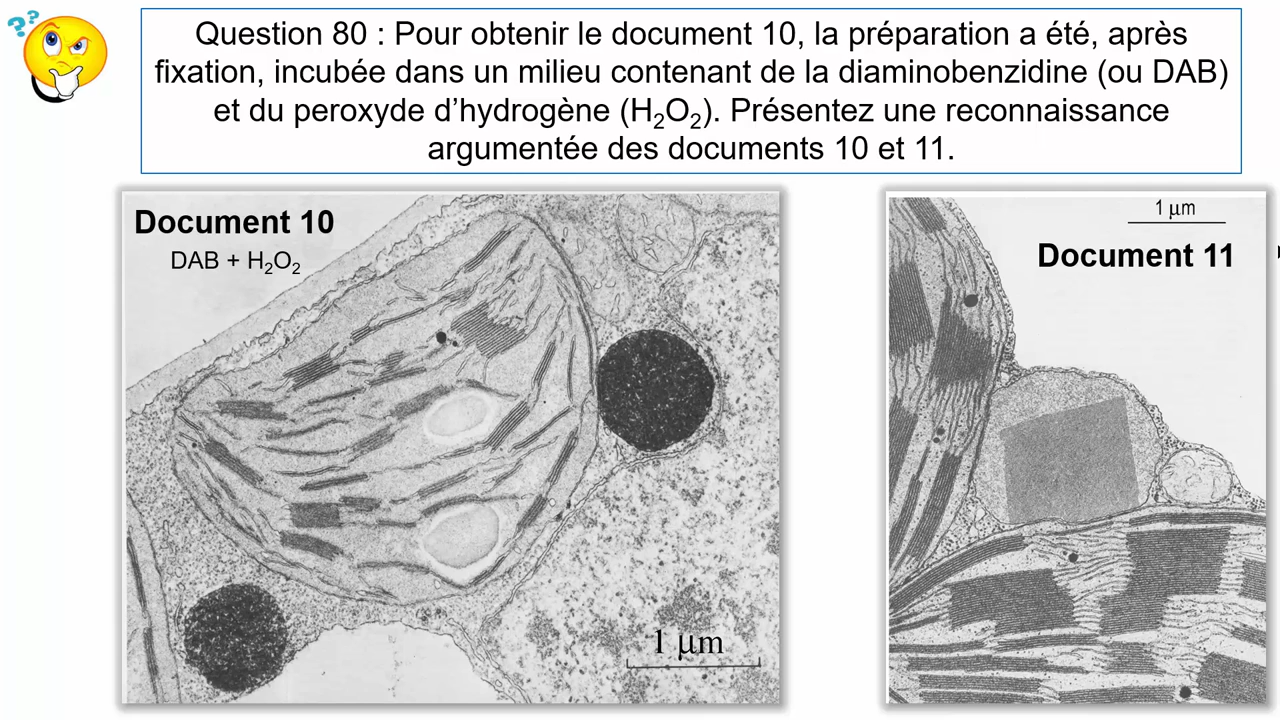 ??
Question 80 : Pour obtenir le document 10, la préparation a été, après
fixation, incubée dans un milieu contenant de la diaminobenzidine (ou DAB)
et du peroxyde d’hydrogène (H₂O₂). Présentez une reconnaissance
argumentée des documents 10 et 11.
Document 10
DAB + H₂O₂
1 µm
1 µm
Document 11